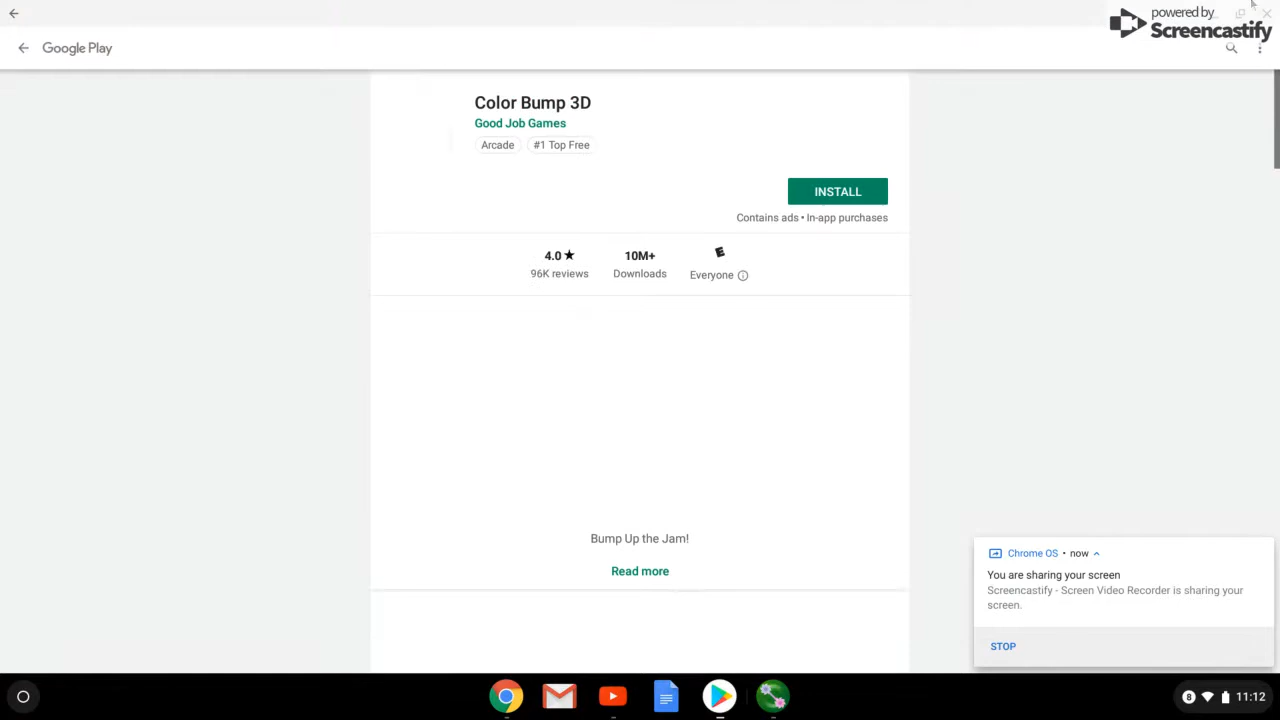 powered by
Screencastify
Google Play
Color Bump 3D
Good Job Games
Arcade
#1 Top Free
INSTALL
Contains ads • In-app purchases
4.0 ★
10M+
E
96K reviews
Downloads
Everyone
Bump Up the Jam!
Read more
Chrome OS • now
You are sharing your screen
Screencastify - Screen Video Recorder is sharing your
screen.
STOP
8
11:12